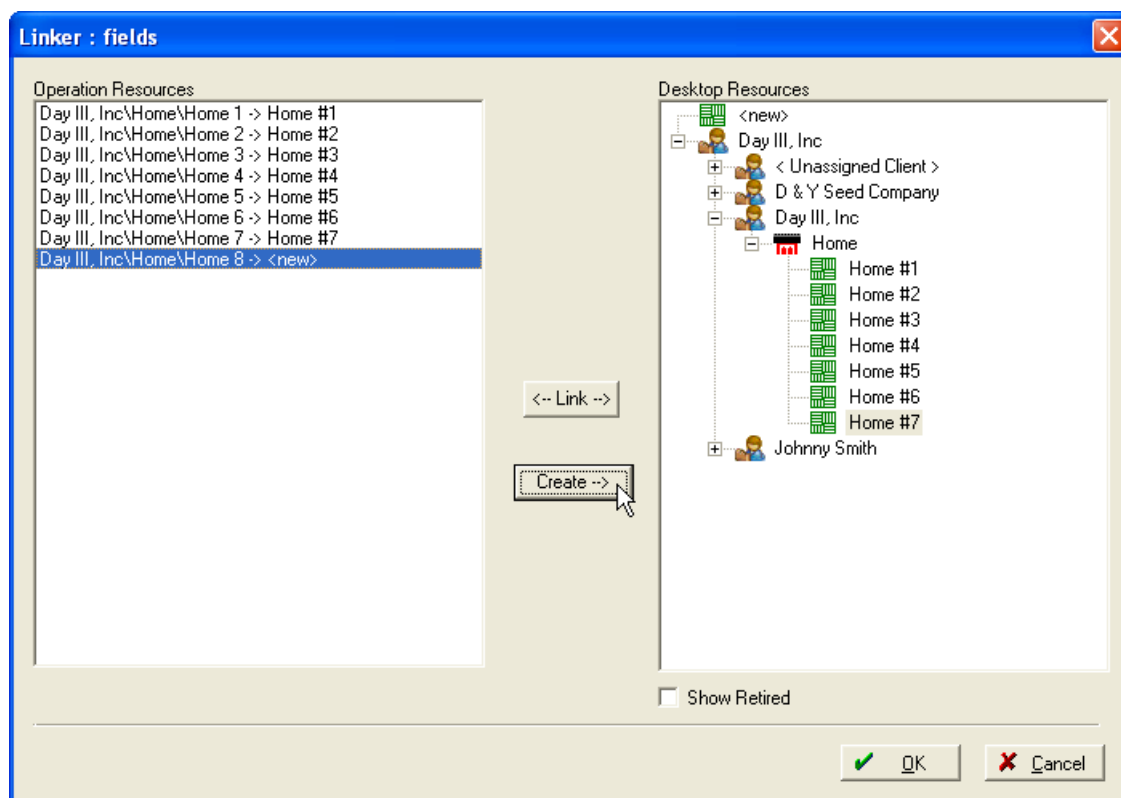 Linker : fields
Operation Resources
Day III, Inc\Home\Home 1 -> Home #1
Day III, Inc\Home\Home 2 -> Home #2
Day III, Inc\Home\Home 3 -> Home #3
Day III, Inc\Home\Home 4 -> Home #4
Day III, Inc\Home\Home 5 -> Home #5
Day III, Inc\Home\Home 6 -> Home #6
Day III, Inc\Home\Home 7 -> Home #7
Day III, Inc\Home\Home 8 -> <new>
<-- Link -->
Create -->
Desktop Resources
<new>
Day III, Inc
< Unassigned Client >
D & Y Seed Company
Day III, Inc
Home
Home #1
Home #2
Home #3
Home #4
Home #5
Home #6
Home #7
Johnny Smith
Show Retired
OK
Cancel